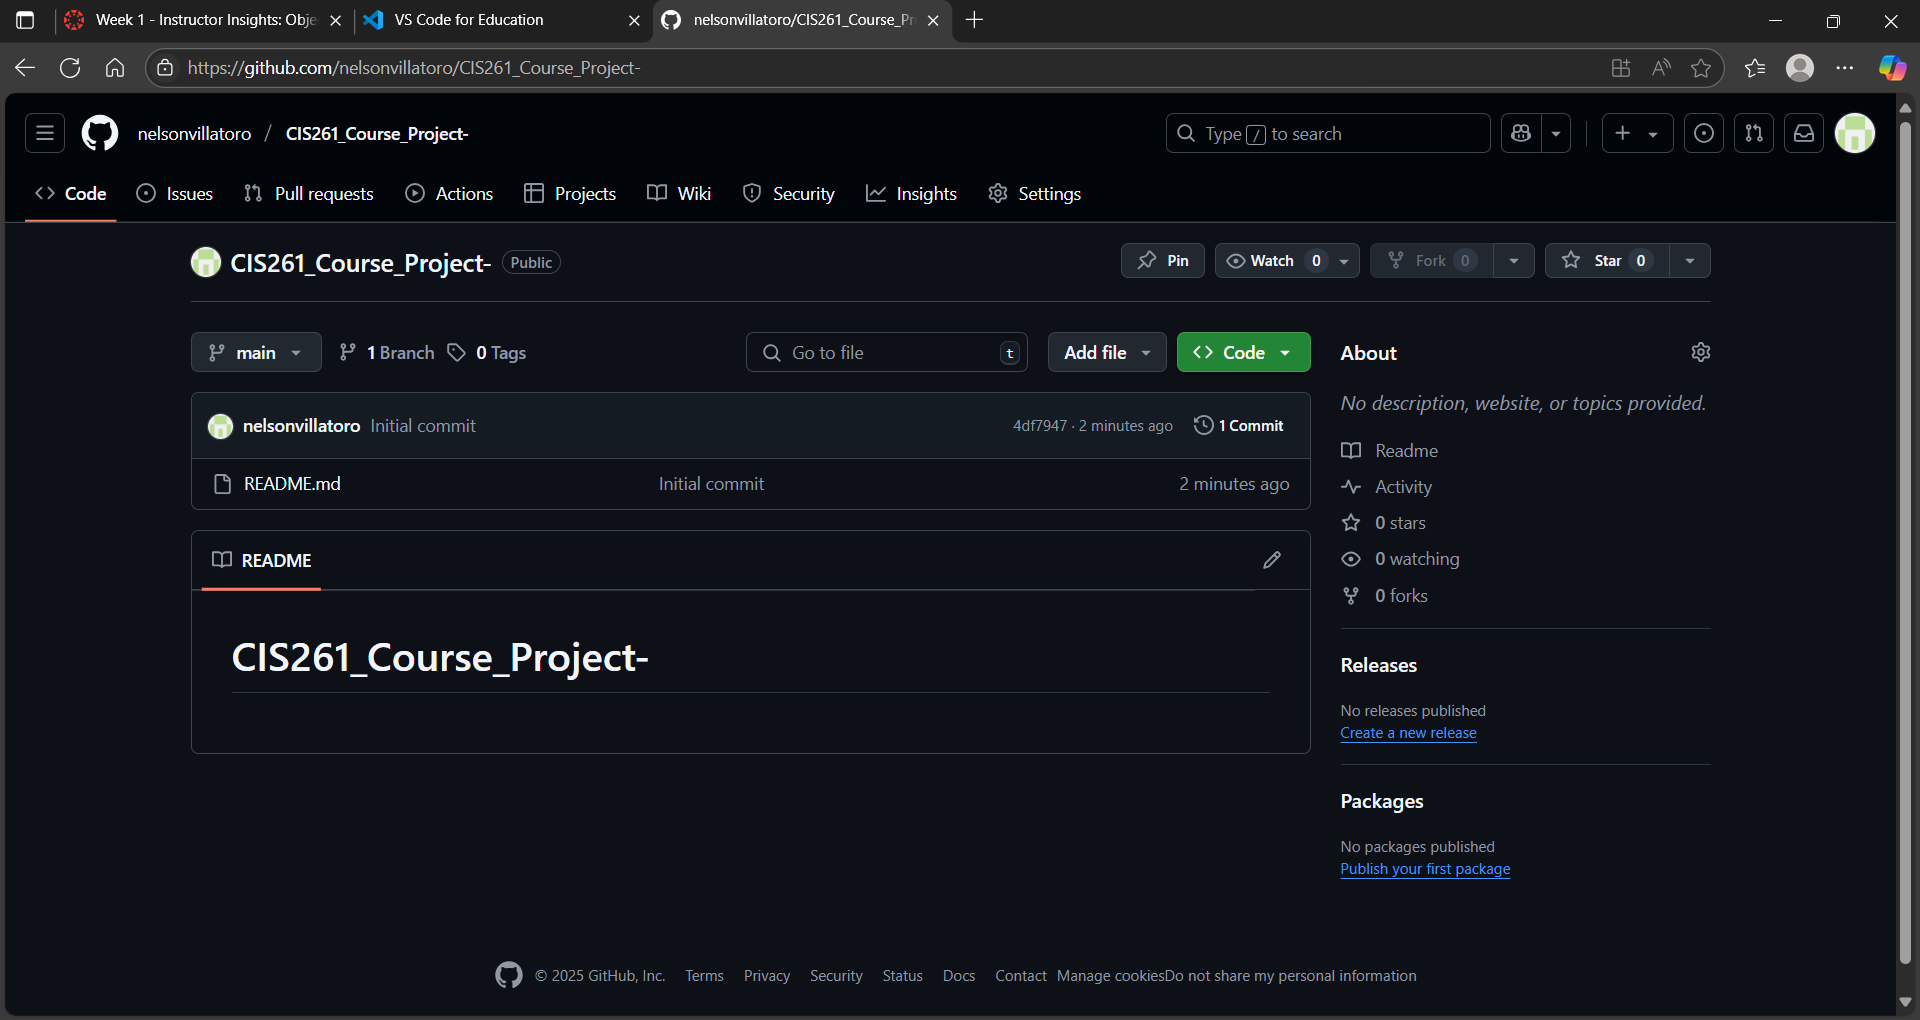 Week 1 - Instructor Insights: Obje
VS Code for Education
nelsonvillatoro/CIS261_Course_Pr
https://github.com/nelsonvillatoro/CIS261_Course_Project-
nelsonvillatoro / CIS261_Course_Project-
Type / to search
Code
Issues
Pull requests
Actions
Projects
Wiki
Security
Insights
Settings
CIS261_Course_Project- Public
Pin
Watch 0
Fork 0
Star 0
main
1 Branch
0 Tags
Go to file t
Add file
Code
nelsonvillatoro Initial commit
4df7947 · 2 minutes ago
1 Commit
README.md Initial commit 2 minutes ago
README
CIS261_Course_Project-
About
No description, website, or topics provided.
Readme
Activity
0 stars
0 watching
0 forks
Releases
No releases published
Create a new release
Packages
No packages published
Publish your first package
© 2025 GitHub, Inc. Terms Privacy Security Status Docs Contact Manage cookies Do not share my personal information